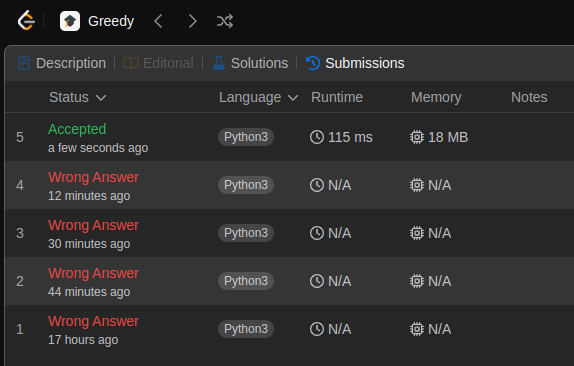 Greedy
Description Editorial Solutions Submissions
Status Language Runtime Memory Notes
5 Accepted Python3 115 ms 18 MB
a few seconds ago
4 Wrong Answer Python3 N/A N/A
12 minutes ago
3 Wrong Answer Python3 N/A N/A
30 minutes ago
2 Wrong Answer Python3 N/A N/A
44 minutes ago
1 Wrong Answer Python3 N/A N/A
17 hours ago